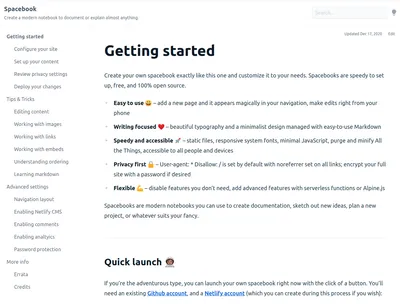 Spacebook
Create a modern notebook to document or explain almost anything.
Search...
Updated Dec 17, 2020
Getting started
Configure your site
Set up your content
Review privacy settings
Deploy your changes
Tips & Tricks
Editing content
Working with images
Working with links
Working with embeds
Understanding ordering
Learning markdown
Advanced settings
Navigation layout
Enabling Netlify CMS
Enabling comments
Enabling analtyics
Password protection
More info
Errata
Credits
Getting started
Create your own spacebook exactly like this one and customize it to your needs. Spacebooks are speedy to set
up, free, and 100% open source.
Easy to use 😀 – add a new page and it appears magically in your navigation, make edits right from your
phone
Writing focused ❤️ – beautiful typography and a minimalist design managed with easy-to-use Markdown
Speedy and accessible 🚀 – static files, responsive system fonts, minimal JavaScript, purge and minify All
the Things, accessible to all people and devices
Privacy first 🔒 – User-agent: * Disallow: / is set by default with noreferrer set on all links; encrypt your
full site with a password if desired
Flexible 💪 – disable features you don't need, add advanced features with serverless functions or Alpine.js
Spacebooks are modern notebooks you can use to create documentation, sketch out new ideas, plan a new
project, or whatever suits your fancy.
Quick launch 👩🏽‍🚀
If you're the adventurous type, you can launch your own spacebook right now with the click of a button. You'll
need an existing Github account, and a Netlify account (which you can create during this process if you wish):